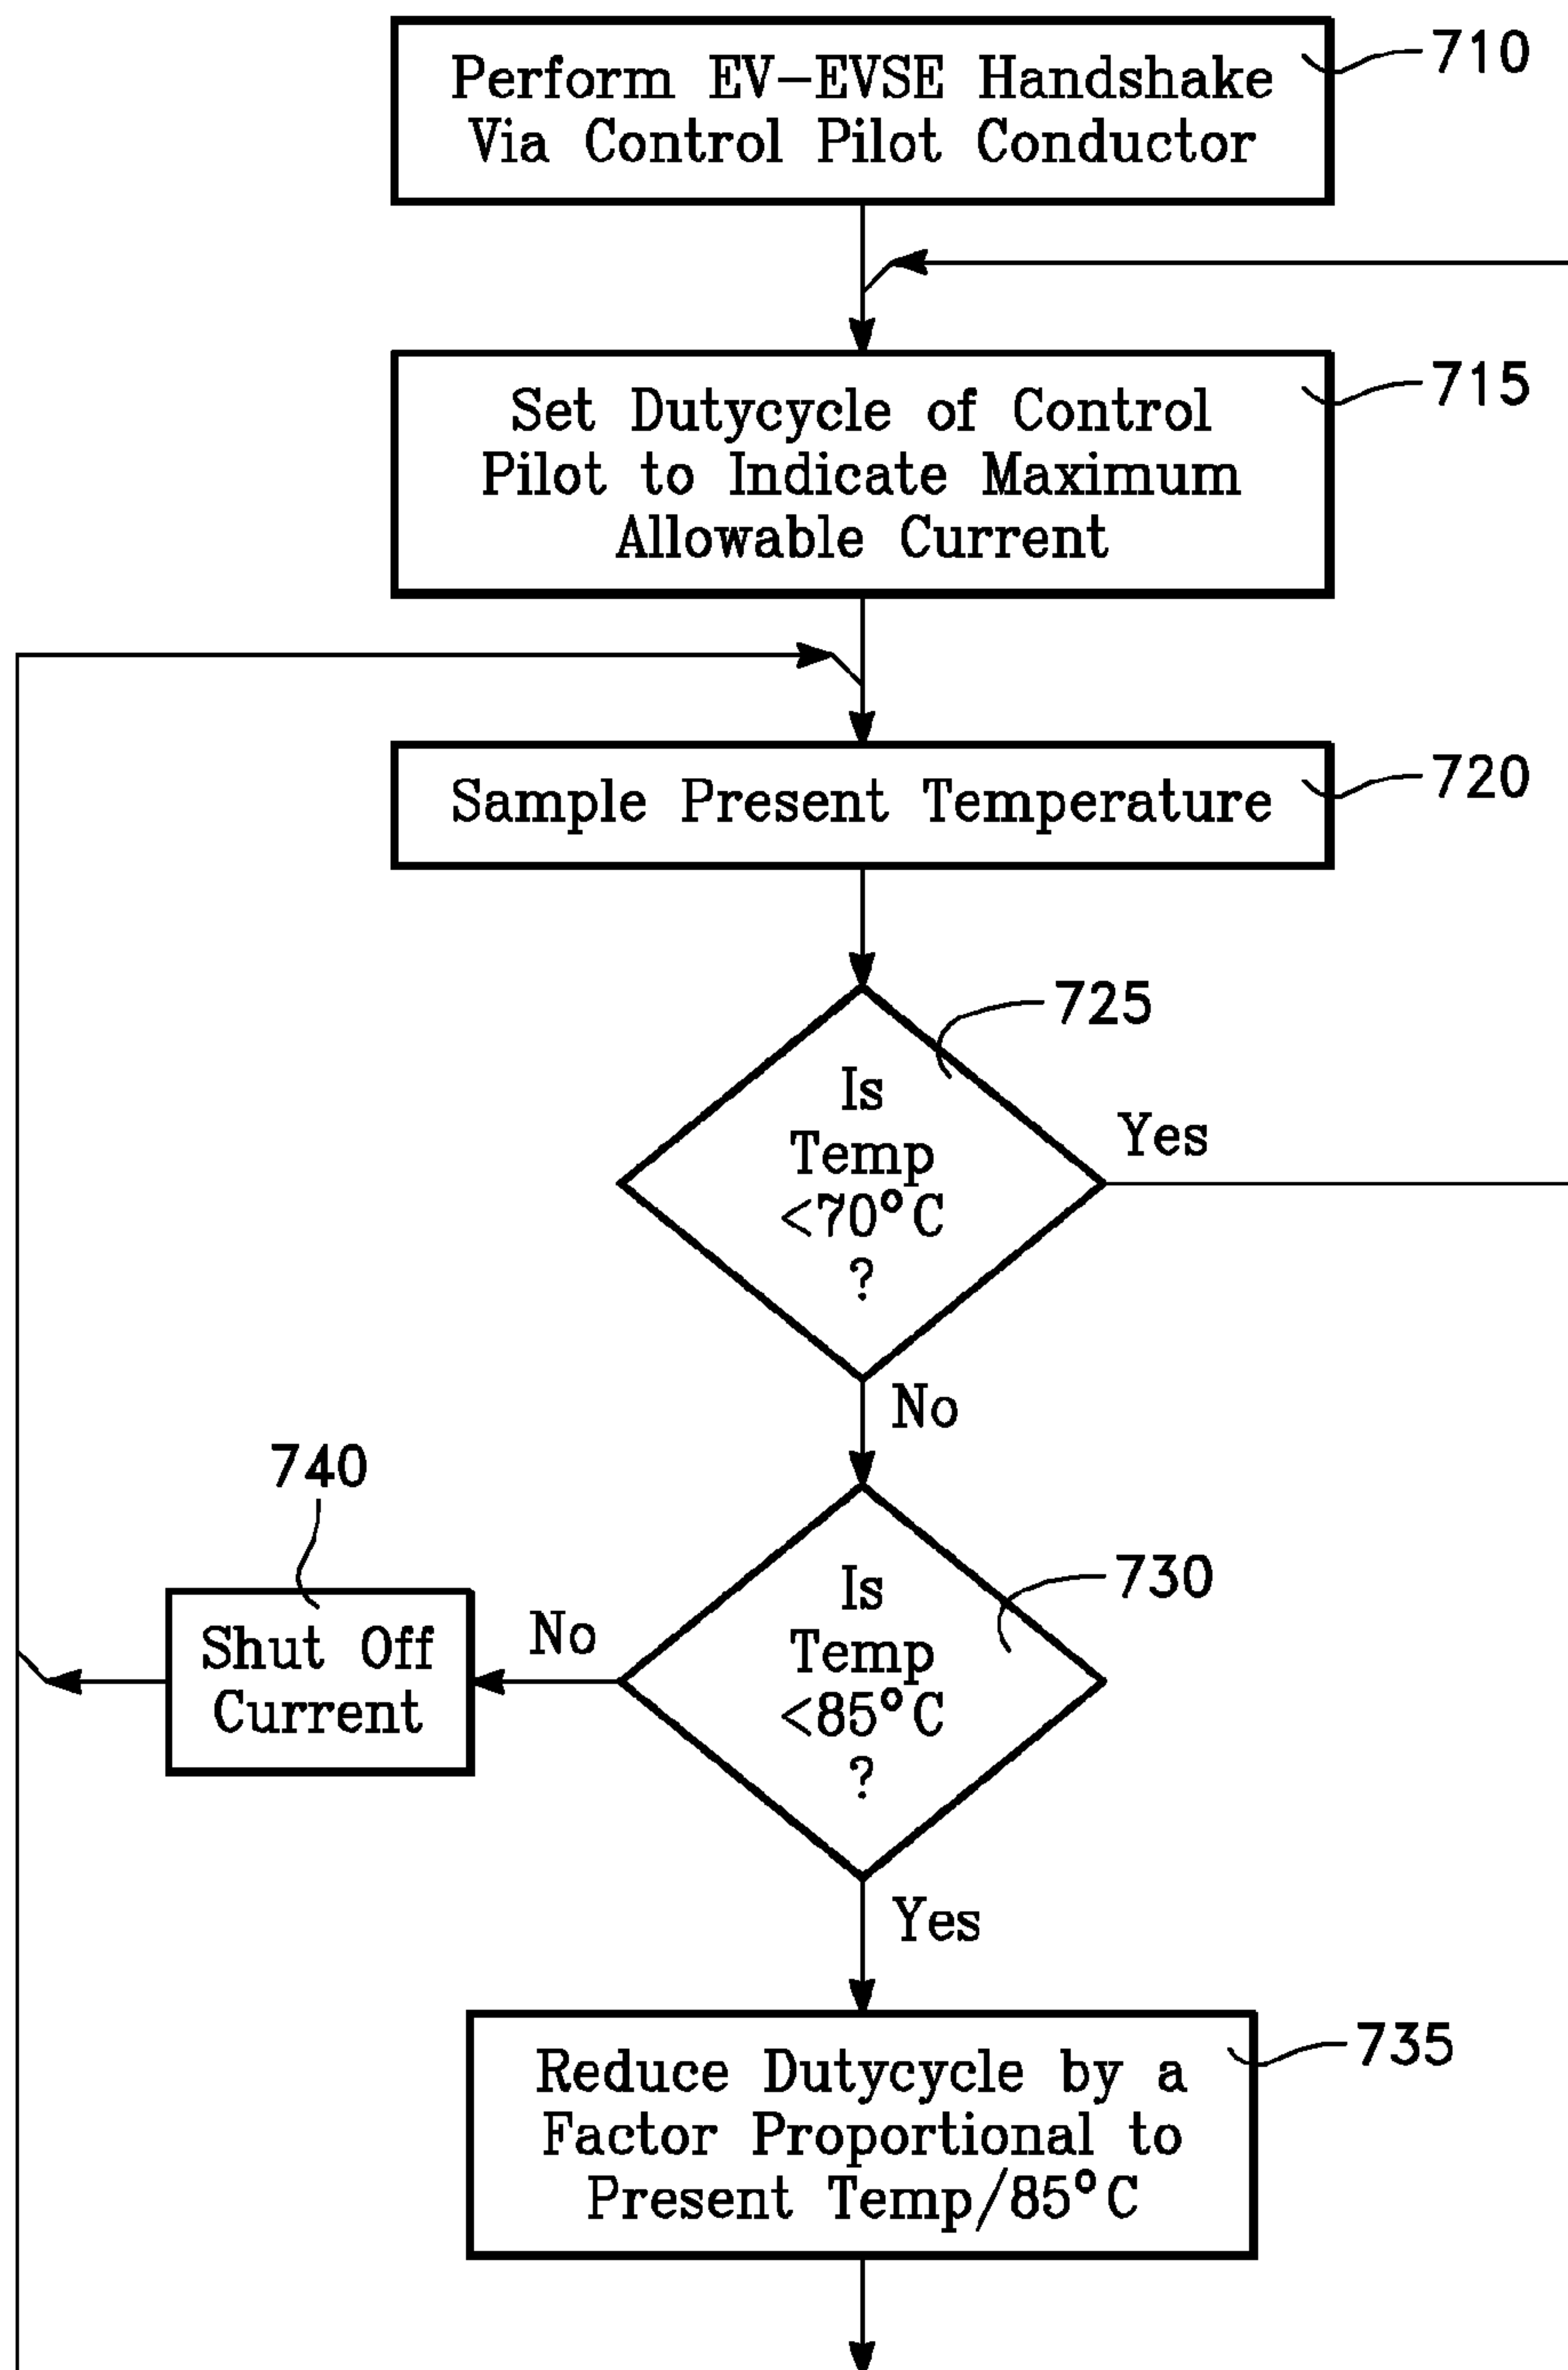 Perform EV-EVSE Handshake
Via Control Pilot Conductor
710
Set Dutycycle of Control
Pilot to Indicate Maximum
Allowable Current
715
Sample Present Temperature
720
725
Is
Temp
<70°C
?
Yes
No
740
Shut Off
Current
No
730
Is
Temp
<85°C
?
Yes
735
Reduce Dutycycle by a
Factor Proportional to
Present Temp/85°C